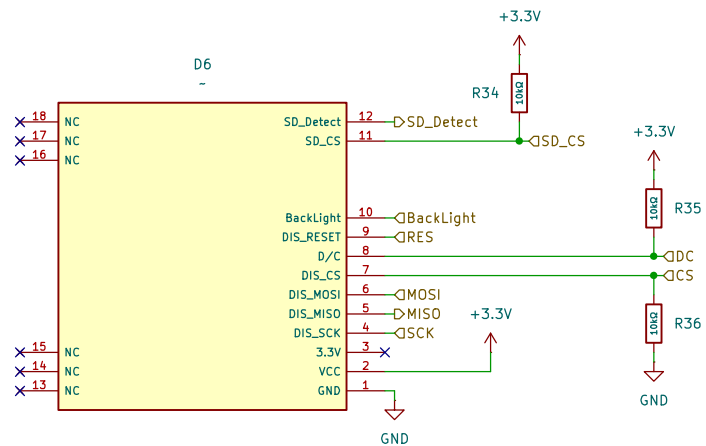 +3.3V
D6
~
R34
10kΩ
18 NC
SD_Detect 12 SD_Detect
17 NC
SD_CS 11 SD_CS
16 NC
+3.3V
R35
10kΩ
BackLight 10 BackLight
DIS_RESET 9 RES
D/C 8 DC
DIS_CS 7 CS
DIS_MOSI 6 MOSI
DIS_MISO 5 MISO
DIS_SCK 4 SCK
+3.3V
R36
10kΩ
15 NC
3.3V 3
14 NC
VCC 2
13 NC
GND 1
GND
GND